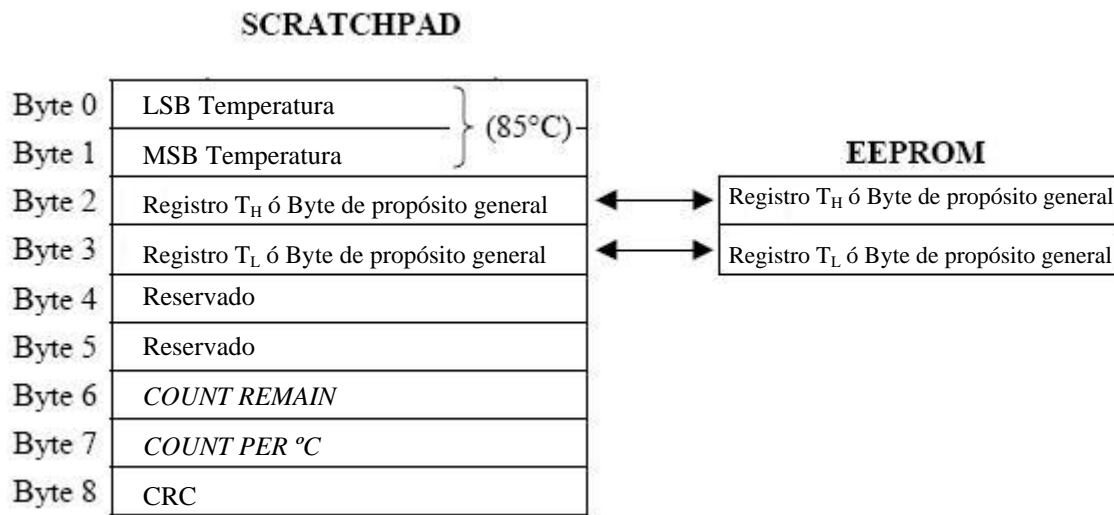 SCRATCHPAD
Byte 0 LSB Temperatura
(85°C)
Byte 1 MSB Temperatura
EEPROM
Byte 2 Registro TH ó Byte de propósito general
Registro TH ó Byte de propósito general
Byte 3 Registro TL ó Byte de propósito general
Registro TL ó Byte de propósito general
Byte 4 Reservado
Byte 5 Reservado
Byte 6 COUNT REMAIN
Byte 7 COUNT PER ºC
Byte 8 CRC